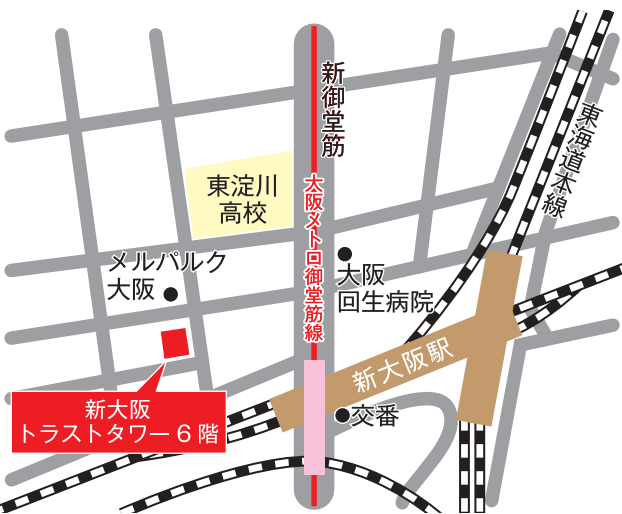 新御堂筋
東海道本線
東淀川
高校
大阪メトロ御堂筋線
メルパルク
大阪
大阪
回生病院
新大阪駅
新大阪
トラストタワー6階
交番